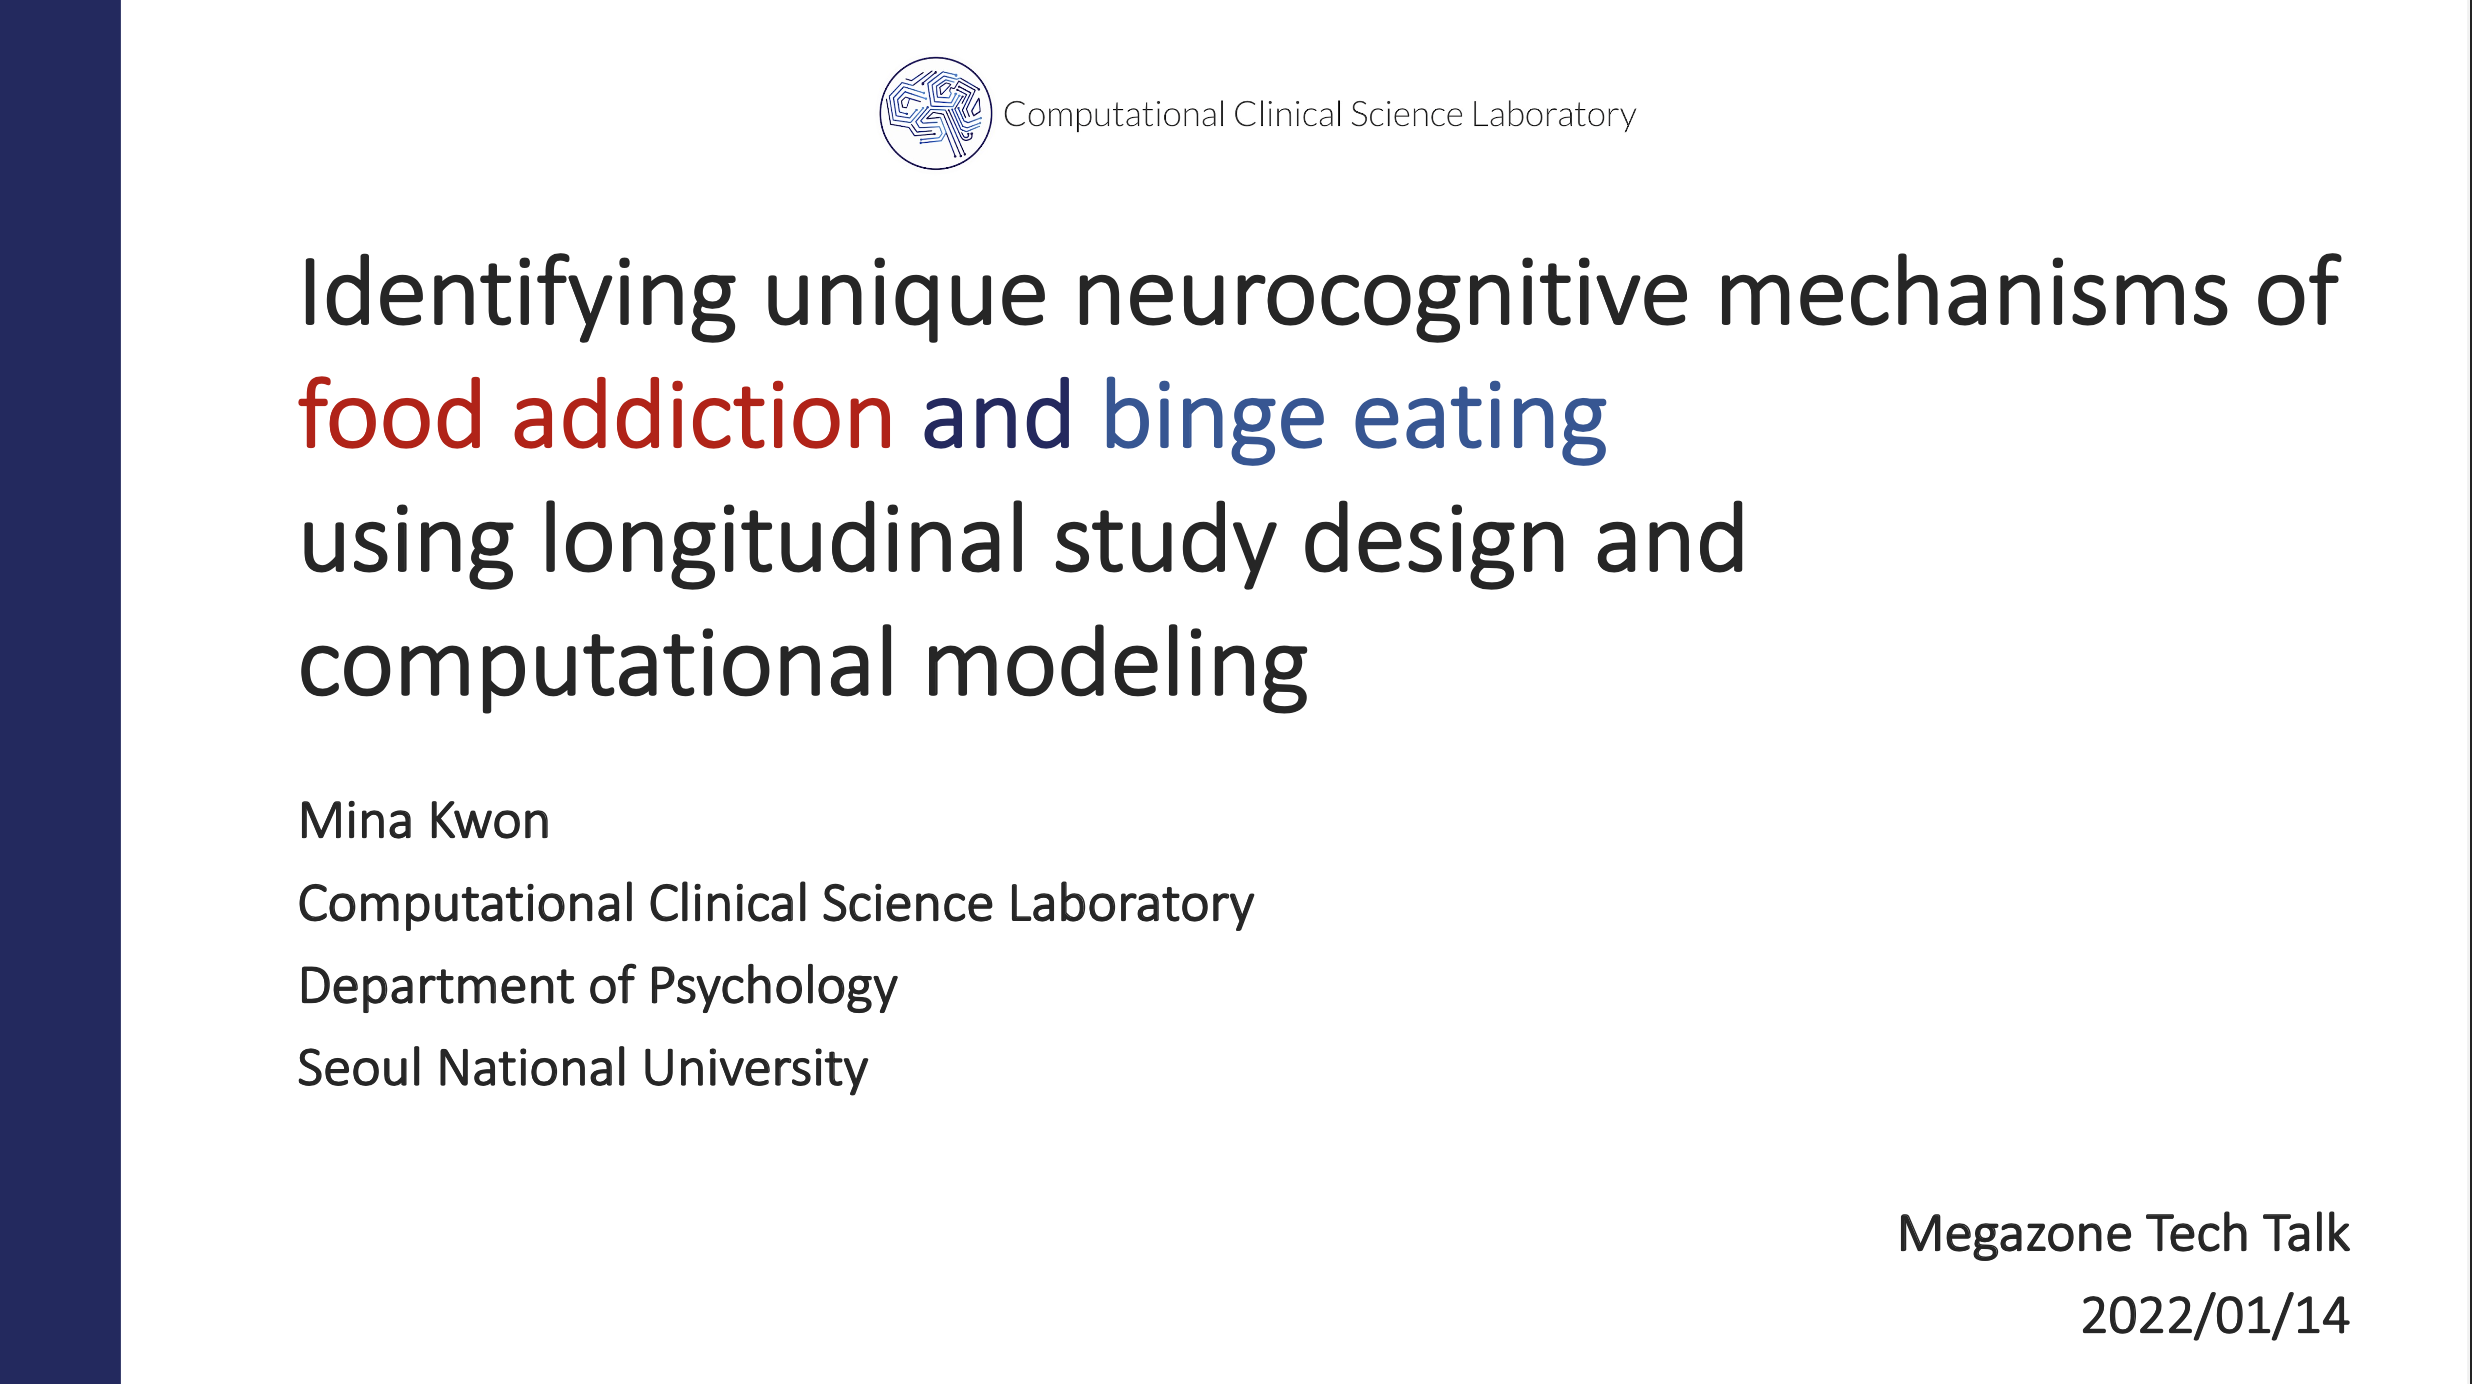 Computational Clinical Science Laboratory
Identifying unique neurocognitive mechanisms of
food addiction and binge eating
using longitudinal study design and
computational modeling
Mina Kwon
Computational Clinical Science Laboratory
Department of Psychology
Seoul National University
Megazone Tech Talk
2022/01/14